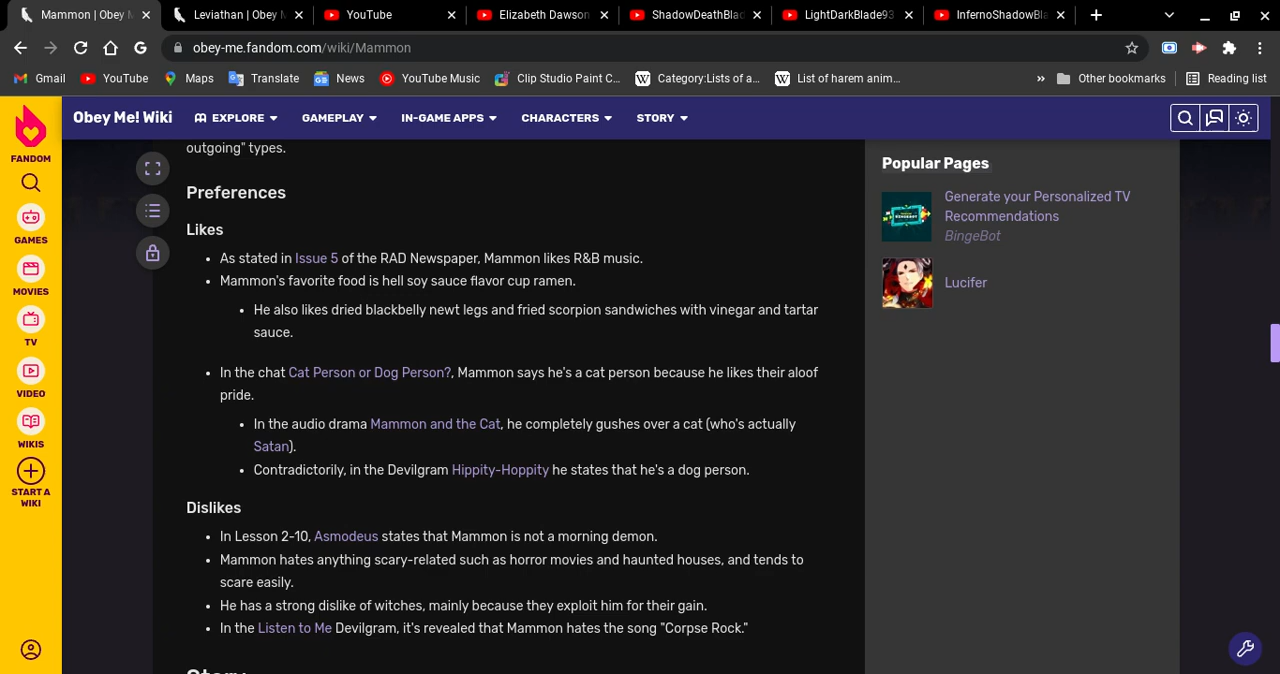 Mammon | Obey M
Leviathan | Obey M
YouTube
Elizabeth Dawson
ShadowDeathBlad
LightDarkBlade93
InfernoShadowBla
obey-me.fandom.com/wiki/Mammon
Gmail
YouTube
Maps
Translate
News
YouTube Music
Clip Studio Paint C...
Category:Lists of a...
List of harem anim...
»
Other bookmarks
Reading list
FANDOM
GAMES
MOVIES
TV
VIDEO
WIKIS
START A
WIKI
Obey Me! Wiki
EXPLORE
GAMEPLAY
IN-GAME APPS
CHARACTERS
STORY
outgoing" types.
Preferences
Likes
• As stated in Issue 5 of the RAD Newspaper, Mammon likes R&B music.
• Mammon's favorite food is hell soy sauce flavor cup ramen.
• He also likes dried blackbelly newt legs and fried scorpion sandwiches with vinegar and tartar
sauce.
• In the chat Cat Person or Dog Person?, Mammon says he's a cat person because he likes their aloof
pride.
• In the audio drama Mammon and the Cat, he completely gushes over a cat (who's actually
Satan).
• Contradictorily, in the Devilgram Hippity-Hoppity he states that he's a dog person.
Dislikes
• In Lesson 2-10, Asmodeus states that Mammon is not a morning demon.
• Mammon hates anything scary-related such as horror movies and haunted houses, and tends to
scare easily.
• He has a strong dislike of witches, mainly because they exploit him for their gain.
• In the Listen to Me Devilgram, it's revealed that Mammon hates the song "Corpse Rock."
Story
Popular Pages
Generate your Personalized TV
Recommendations
BingeBot
Lucifer